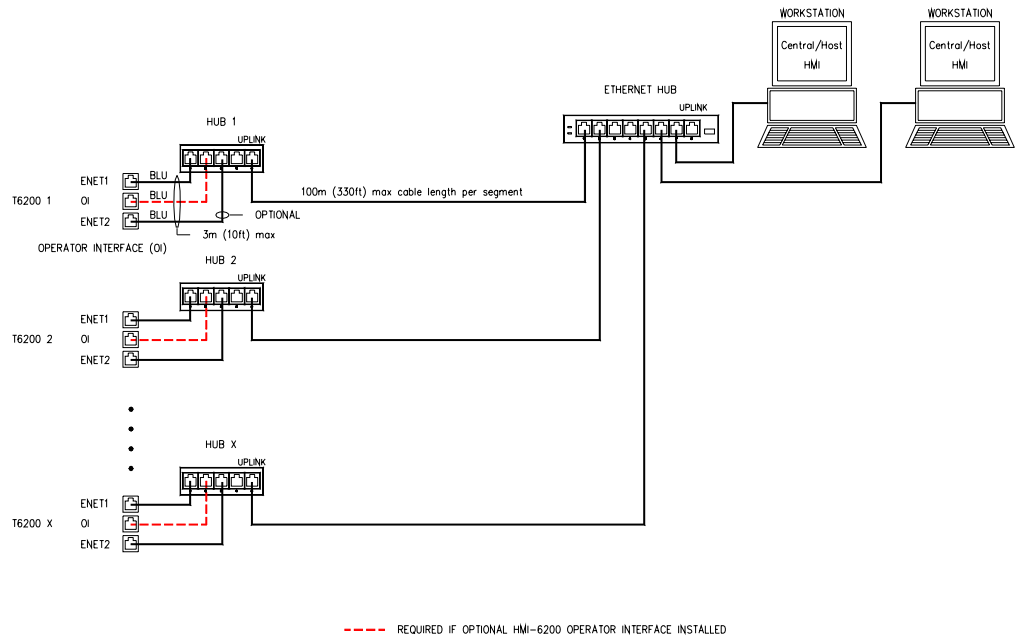 WORKSTATION
WORKSTATION
Central/Host
HMI
Central/Host
HMI
ETHERNET HUB
UPLINK
HUB 1
UPLINK
ENET1
BLU
T6200 1
OI
BLU
ENET2
BLU
100m (330ft) max cable length per segment
OPTIONAL
3m (10ft) max
OPERATOR INTERFACE (OI)
HUB 2
UPLINK
ENET1
T6200 2
OI
ENET2
HUB X
UPLINK
ENET1
T6200 X
OI
ENET2
REQUIRED IF OPTIONAL HMI-6200 OPERATOR INTERFACE INSTALLED